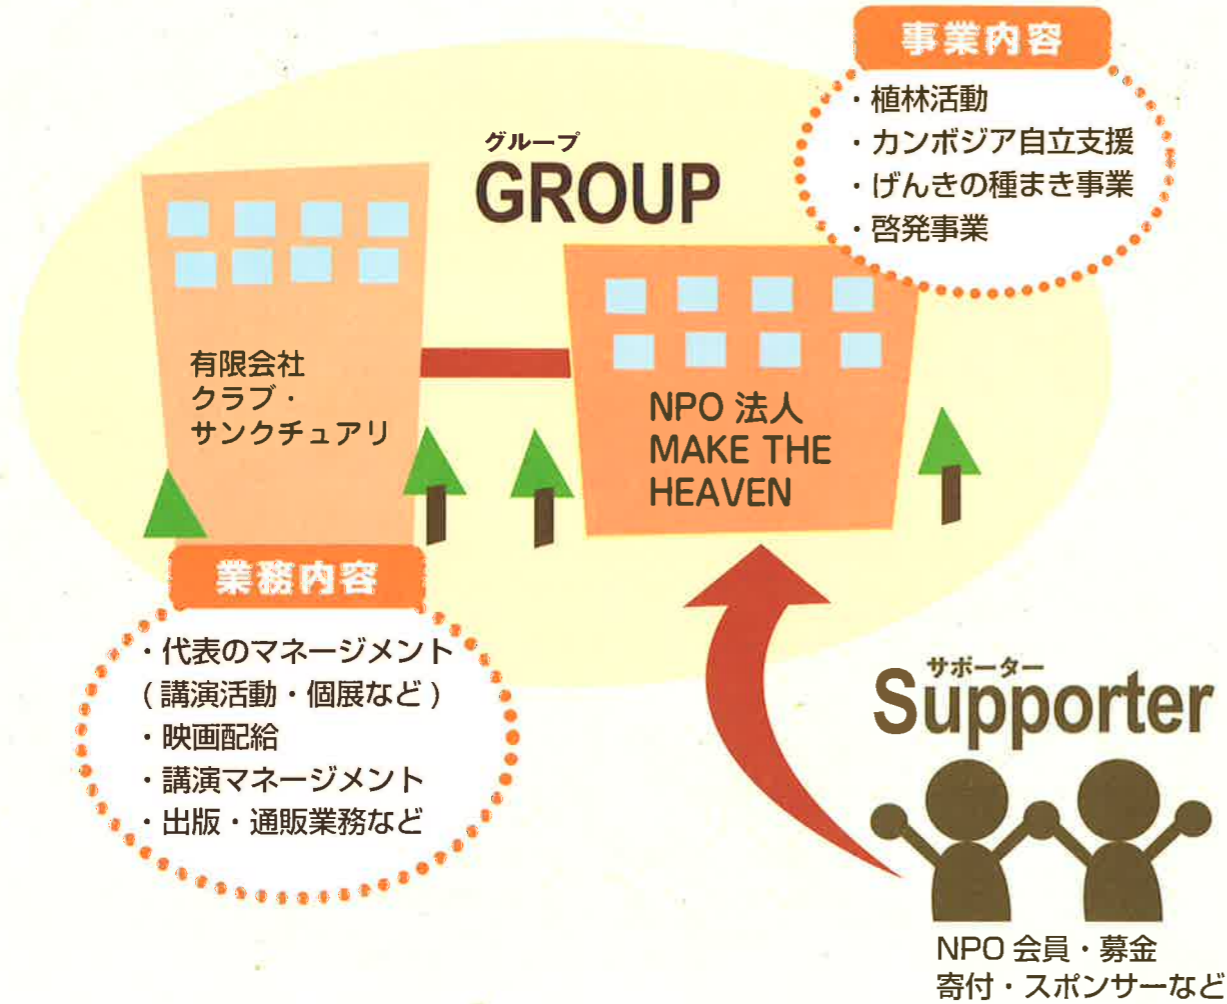 事業内容
・植林活動
・カンボジア自立支援
・げんきの種まき事業
・啓発事業
グループ
GROUP
有限会社
クラブ・
サンクチュアリ
NPO 法人
MAKE THE
HEAVEN
業務内容
・代表のマネージメント
( 講演活動・個展など )
・映画配給
・講演マネージメント
・出版・通販業務など
サポーター
Supporter
NPO 会員・募金
寄付・スポンサーなど